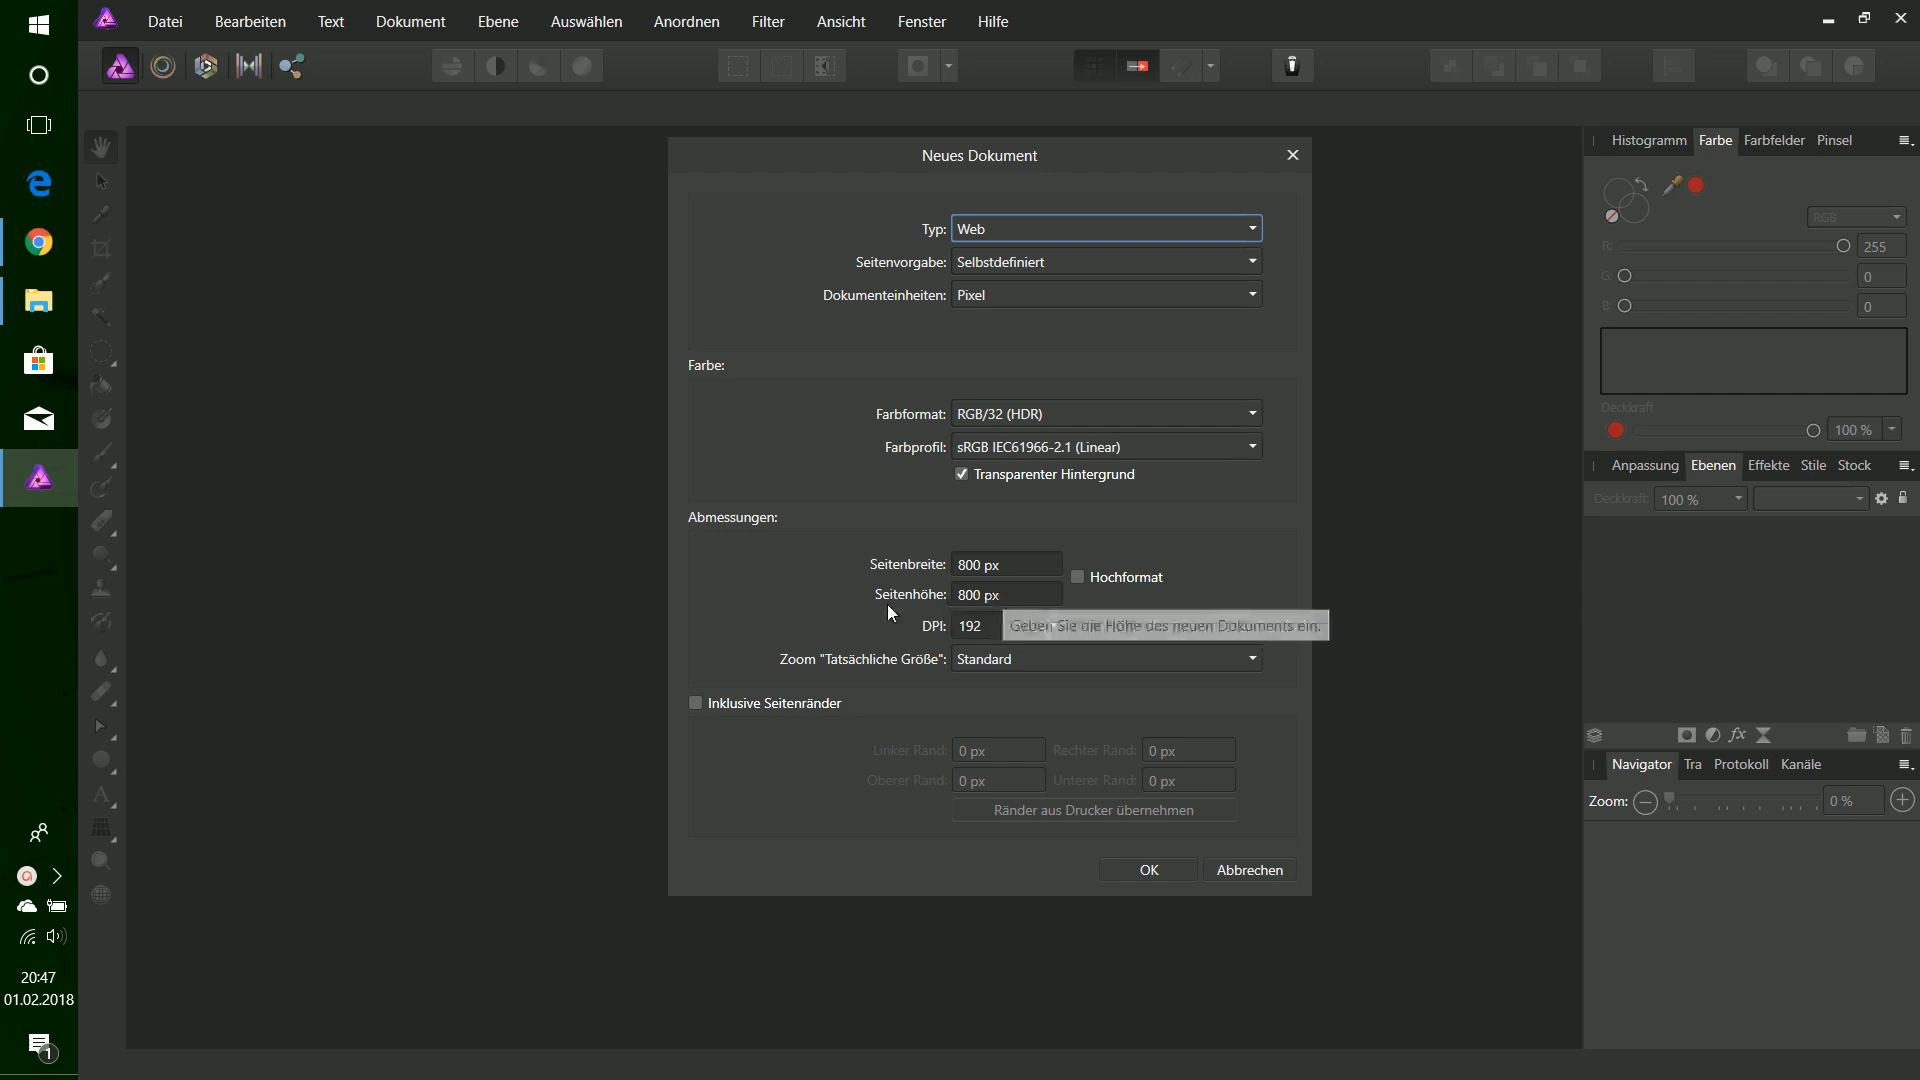 Datei Bearbeiten Text Dokument Ebene Auswählen Anordnen Filter Ansicht Fenster Hilfe
Neues Dokument
Typ: Web
Seitenvorgabe: Selbstdefiniert
Dokumenteinheiten: Pixel
Farbe:
Farbformat: RGB/32 (HDR)
Farbprofil: sRGB IEC61966-2.1 (Linear)
Transparenter Hintergrund
Abmessungen:
Seitenbreite: 800 px
Hochformat
Seitenhöhe: 800 px
DPI: 192
Geben Sie die Höhe des neuen Dokuments ein.
Zoom "Tatsächliche Größe": Standard
Inklusive Seitenränder
Linker Rand: 0 px Rechter Rand: 0 px
Oberer Rand: 0 px Unterer Rand: 0 px
Ränder aus Drucker übernehmen
OK Abbrechen
Histogramm Farbe Farbfelder Pinsel
RGB
R: 255
G: 0
B: 0
Deckkraft
100 %
Anpassung Ebenen Effekte Stile Stock
Deckkraft: 100 %
Navigator Tra Protokoll Kanäle
Zoom: 0 %
20:47
01.02.2018
1